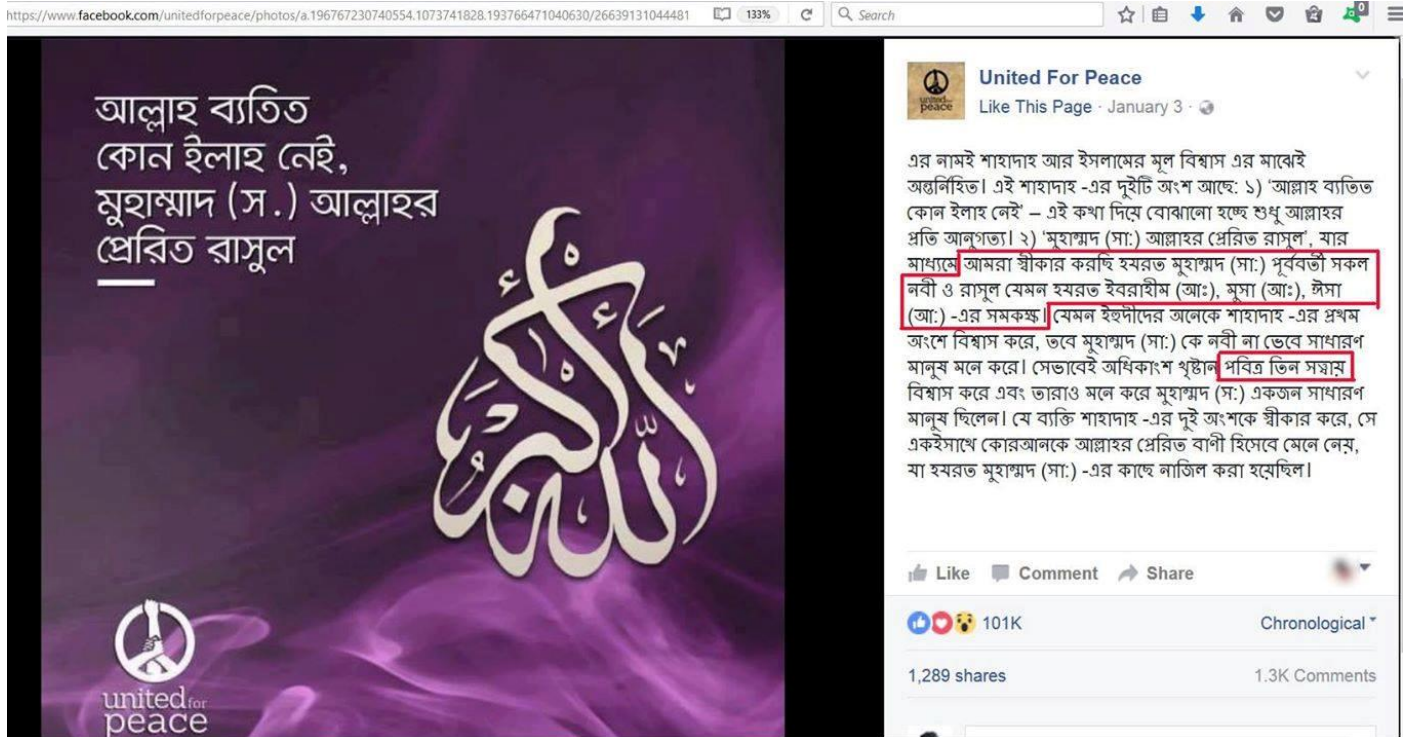 https://www.facebook.com/unitedforpeace/photos/a.196767230740554.1073741828.193766471040630/26639131044481
133%
Search
0
আল্লাহ ব্যতিত
কোন ইলাহ নেই,
মুহাম্মাদ (স.) আল্লাহর
প্রেরিত রাসুল
الله أكبر
united for
peace
united for
peace
United For Peace
Like This Page · January 3 ·
এর নামই শাহাদাহ আর ইসলামের মূল বিশ্বাস এর মাঝেই
অন্তর্নিহিত। এই শাহাদাহ -এর দুইটি অংশ আছে: ১) 'আল্লাহ ব্যতিত
কোন ইলাহ নেই' – এই কথা দিয়ে বোঝানো হচ্ছে শুধু আল্লাহর
প্রতি আনুগত্য। ২) 'মুহাম্মদ (সা:) আল্লাহর প্রেরিত রাসুল', যার
মাধ্যমে আমরা স্বীকার করছি হযরত মুহাম্মদ (সা:) পূর্ববর্তী সকল
নবী ও রাসুল যেমন হযরত ইবরাহীম (আঃ), মুসা (আঃ), ঈসা
(আ:) -এর সমকক্ষ। যেমন ইহুদীদের অনেকে শাহাদাহ -এর প্রথম
অংশে বিশ্বাস করে, তবে মুহাম্মদ (সা:) কে নবী না ভেবে সাধারণ
মানুষ মনে করে। সেভাবেই অধিকাংশ খৃষ্টান পবিত্র তিন সত্বায়
বিশ্বাস করে এবং তারাও মনে করে মুহাম্মদ (স:) একজন সাধারণ
মানুষ ছিলেন। যে ব্যক্তি শাহাদাহ -এর দুই অংশকে স্বীকার করে, সে
একইসাথে কোরআনকে আল্লাহর প্রেরিত বাণী হিসেবে মেনে নেয়,
যা হযরত মুহাম্মদ (সা:) -এর কাছে নাজিল করা হয়েছিল।
Like Comment Share
101K
Chronological
1,289 shares
1.3K Comments